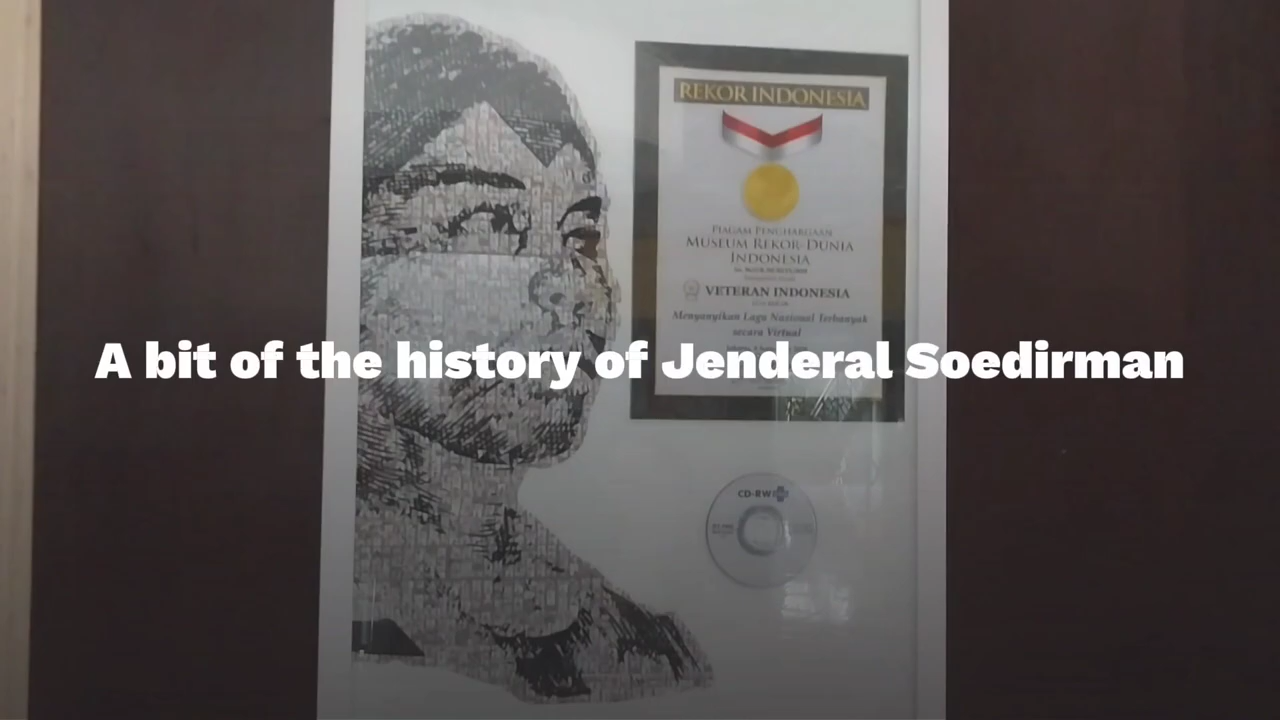 REKOR INDONESIA
PIAGAM PENGHARGAAN
MUSEUM REKOR-DUNIA
INDONESIA
VETERAN INDONESIA
Menyanyikan Lagu Nasional Terbanyak
secara Virtual
A bit of the history of Jenderal Soedirman
CD-RW